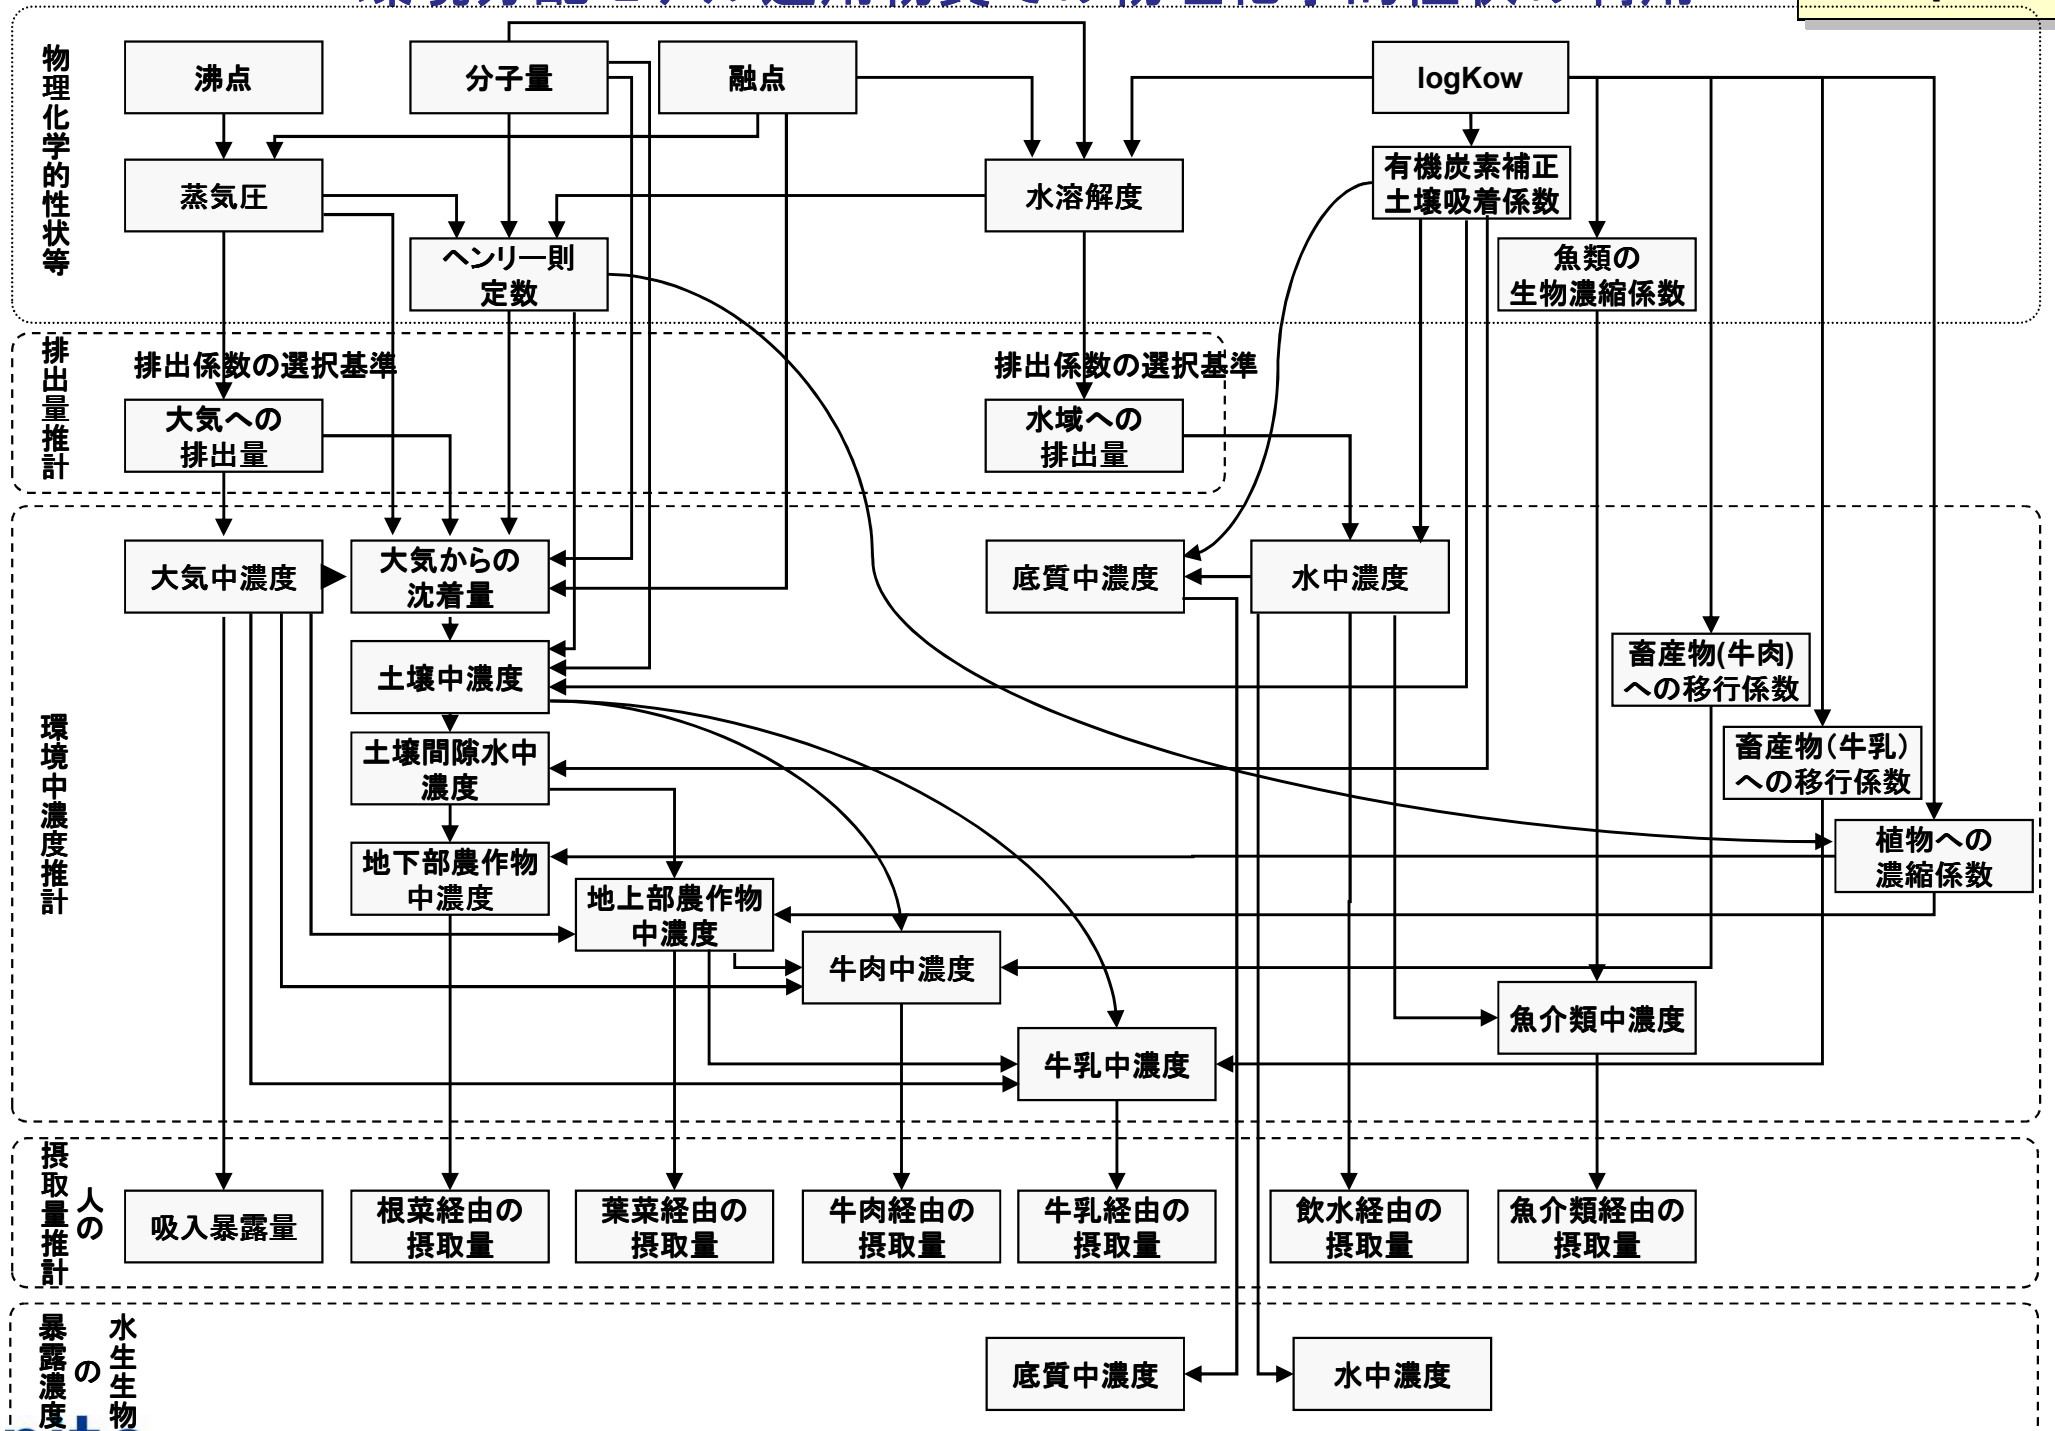 物理化学的性状等
沸点
分子量
融点
logKow
蒸気圧
水溶解度
有機炭素補正
土壌吸着係数
ヘンリー則
定数
魚類の
生物濃縮係数
排出量推計
排出係数の選択基準
排出係数の選択基準
大気への
排出量
水域への
排出量
環境中濃度推計
大気中濃度
大気からの
沈着量
底質中濃度
水中濃度
土壌中濃度
畜産物(牛肉)
への移行係数
土壌間隙水中
濃度
畜産物（牛乳）
への移行係数
植物への
濃縮係数
地下部農作物
中濃度
地上部農作物
中濃度
牛肉中濃度
魚介類中濃度
牛乳中濃度
人の
摂取量推計
吸入暴露量
根菜経由の
摂取量
葉菜経由の
摂取量
牛肉経由の
摂取量
牛乳経由の
摂取量
飲水経由の
摂取量
魚介類経由の
摂取量
水生生物
の
暴露濃度
底質中濃度
水中濃度